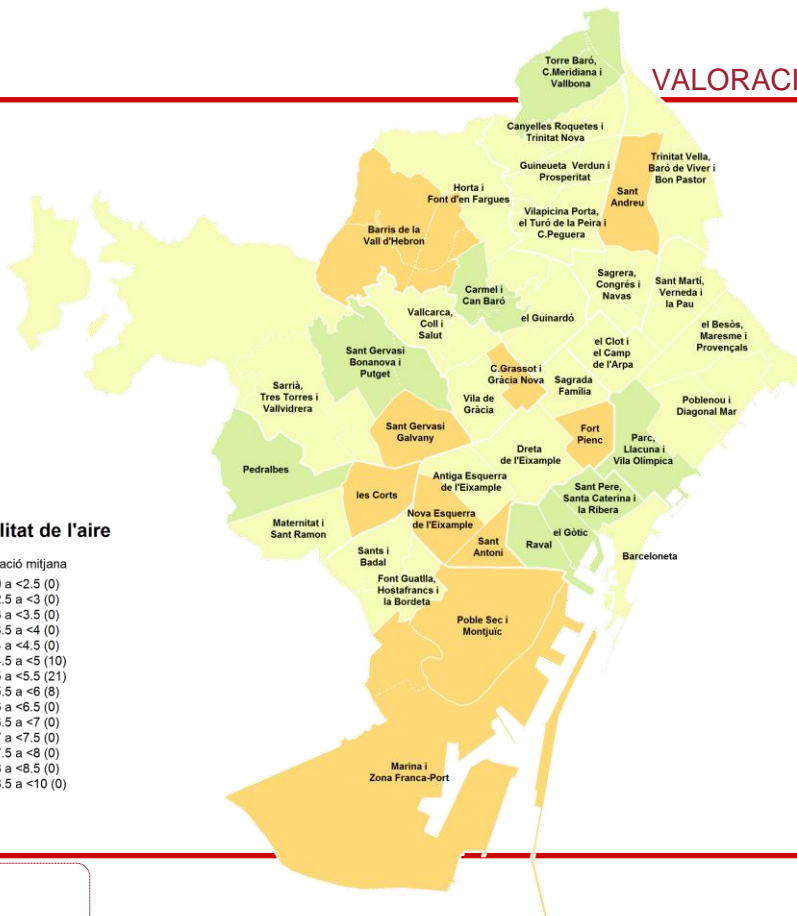 VALORACI
Torre Baró,
C.Meridiana i
Vallbona
Canyelles Roquetes i
Trinitat Nova
Guineueta Verdun i
Prosperitat
Trinitat Vella,
Baró de Viver i
Bon Pastor
Sant
Andreu
Horta i
Font d'en Fargues
Vilapicina Porta,
el Turó de la Peira i
C.Peguera
Barris de la
Vall d'Hebron
Sagrera,
Congrés i
Navas
Sant Martí,
Verneda i
la Pau
Carmel i
Can Baró
el Guinardó
Vallcarca,
Coll i
Salut
el Besòs,
Maresme i
Provençals
el Clot i
el Camp
de l'Arpa
Sant Gervasi
Bonanova i
Putget
C.Grassot i
Gràcia Nova
Sagrada
Família
Sarrià,
Tres Torres i
Vallvidrera
Vila de
Gràcia
Poblenou i
Diagonal Mar
Sant Gervasi
Galvany
Fort
Pienc
Parc,
Llacuna i
Vila Olímpica
Dreta
de l'Eixample
Pedralbes
Antiga Esquerra
de l'Eixample
Sant Pere,
Santa Caterina i
la Ribera
les Corts
Nova Esquerra
de l'Eixample
Maternitat i
Sant Ramon
Sant
Antoni
Raval
el Gòtic
Barceloneta
Sants i
Badal
Font Guatlla,
Hostafrancs i
la Bordeta
Poble Sec i
Montjuïc
Marina i
Zona Franca-Port
litat de l'aire
ació mitjana
0 a <2.5 (0)
2.5 a <3 (0)
a <3.5 (0)
.5 a <4 (0)
a <4.5 (0)
.5 a <5 (10)
5 a <5.5 (21)
5.5 a <6 (8)
a <6.5 (0)
.5 a <7 (0)
a <7.5 (0)
.5 a <8 (0)
a <8.5 (0)
.5 a <10 (0)